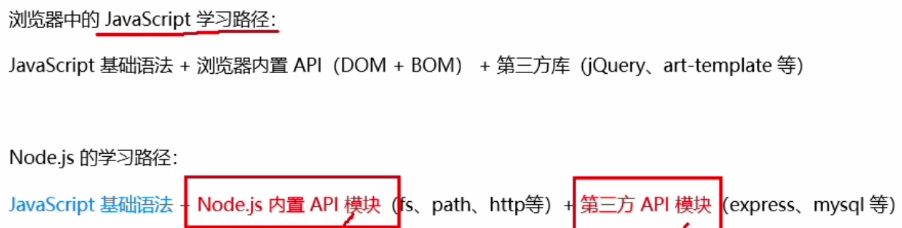 浏览器中的 JavaScript 学习路径：
JavaScript 基础语法 + 浏览器内置 API（DOM + BOM） + 第三方库（jQuery、art-template 等）
Node.js 的学习路径：
JavaScript 基础语法 + Node.js 内置 API 模块（fs、path、http等）+ 第三方 API 模块（express、mysql 等）